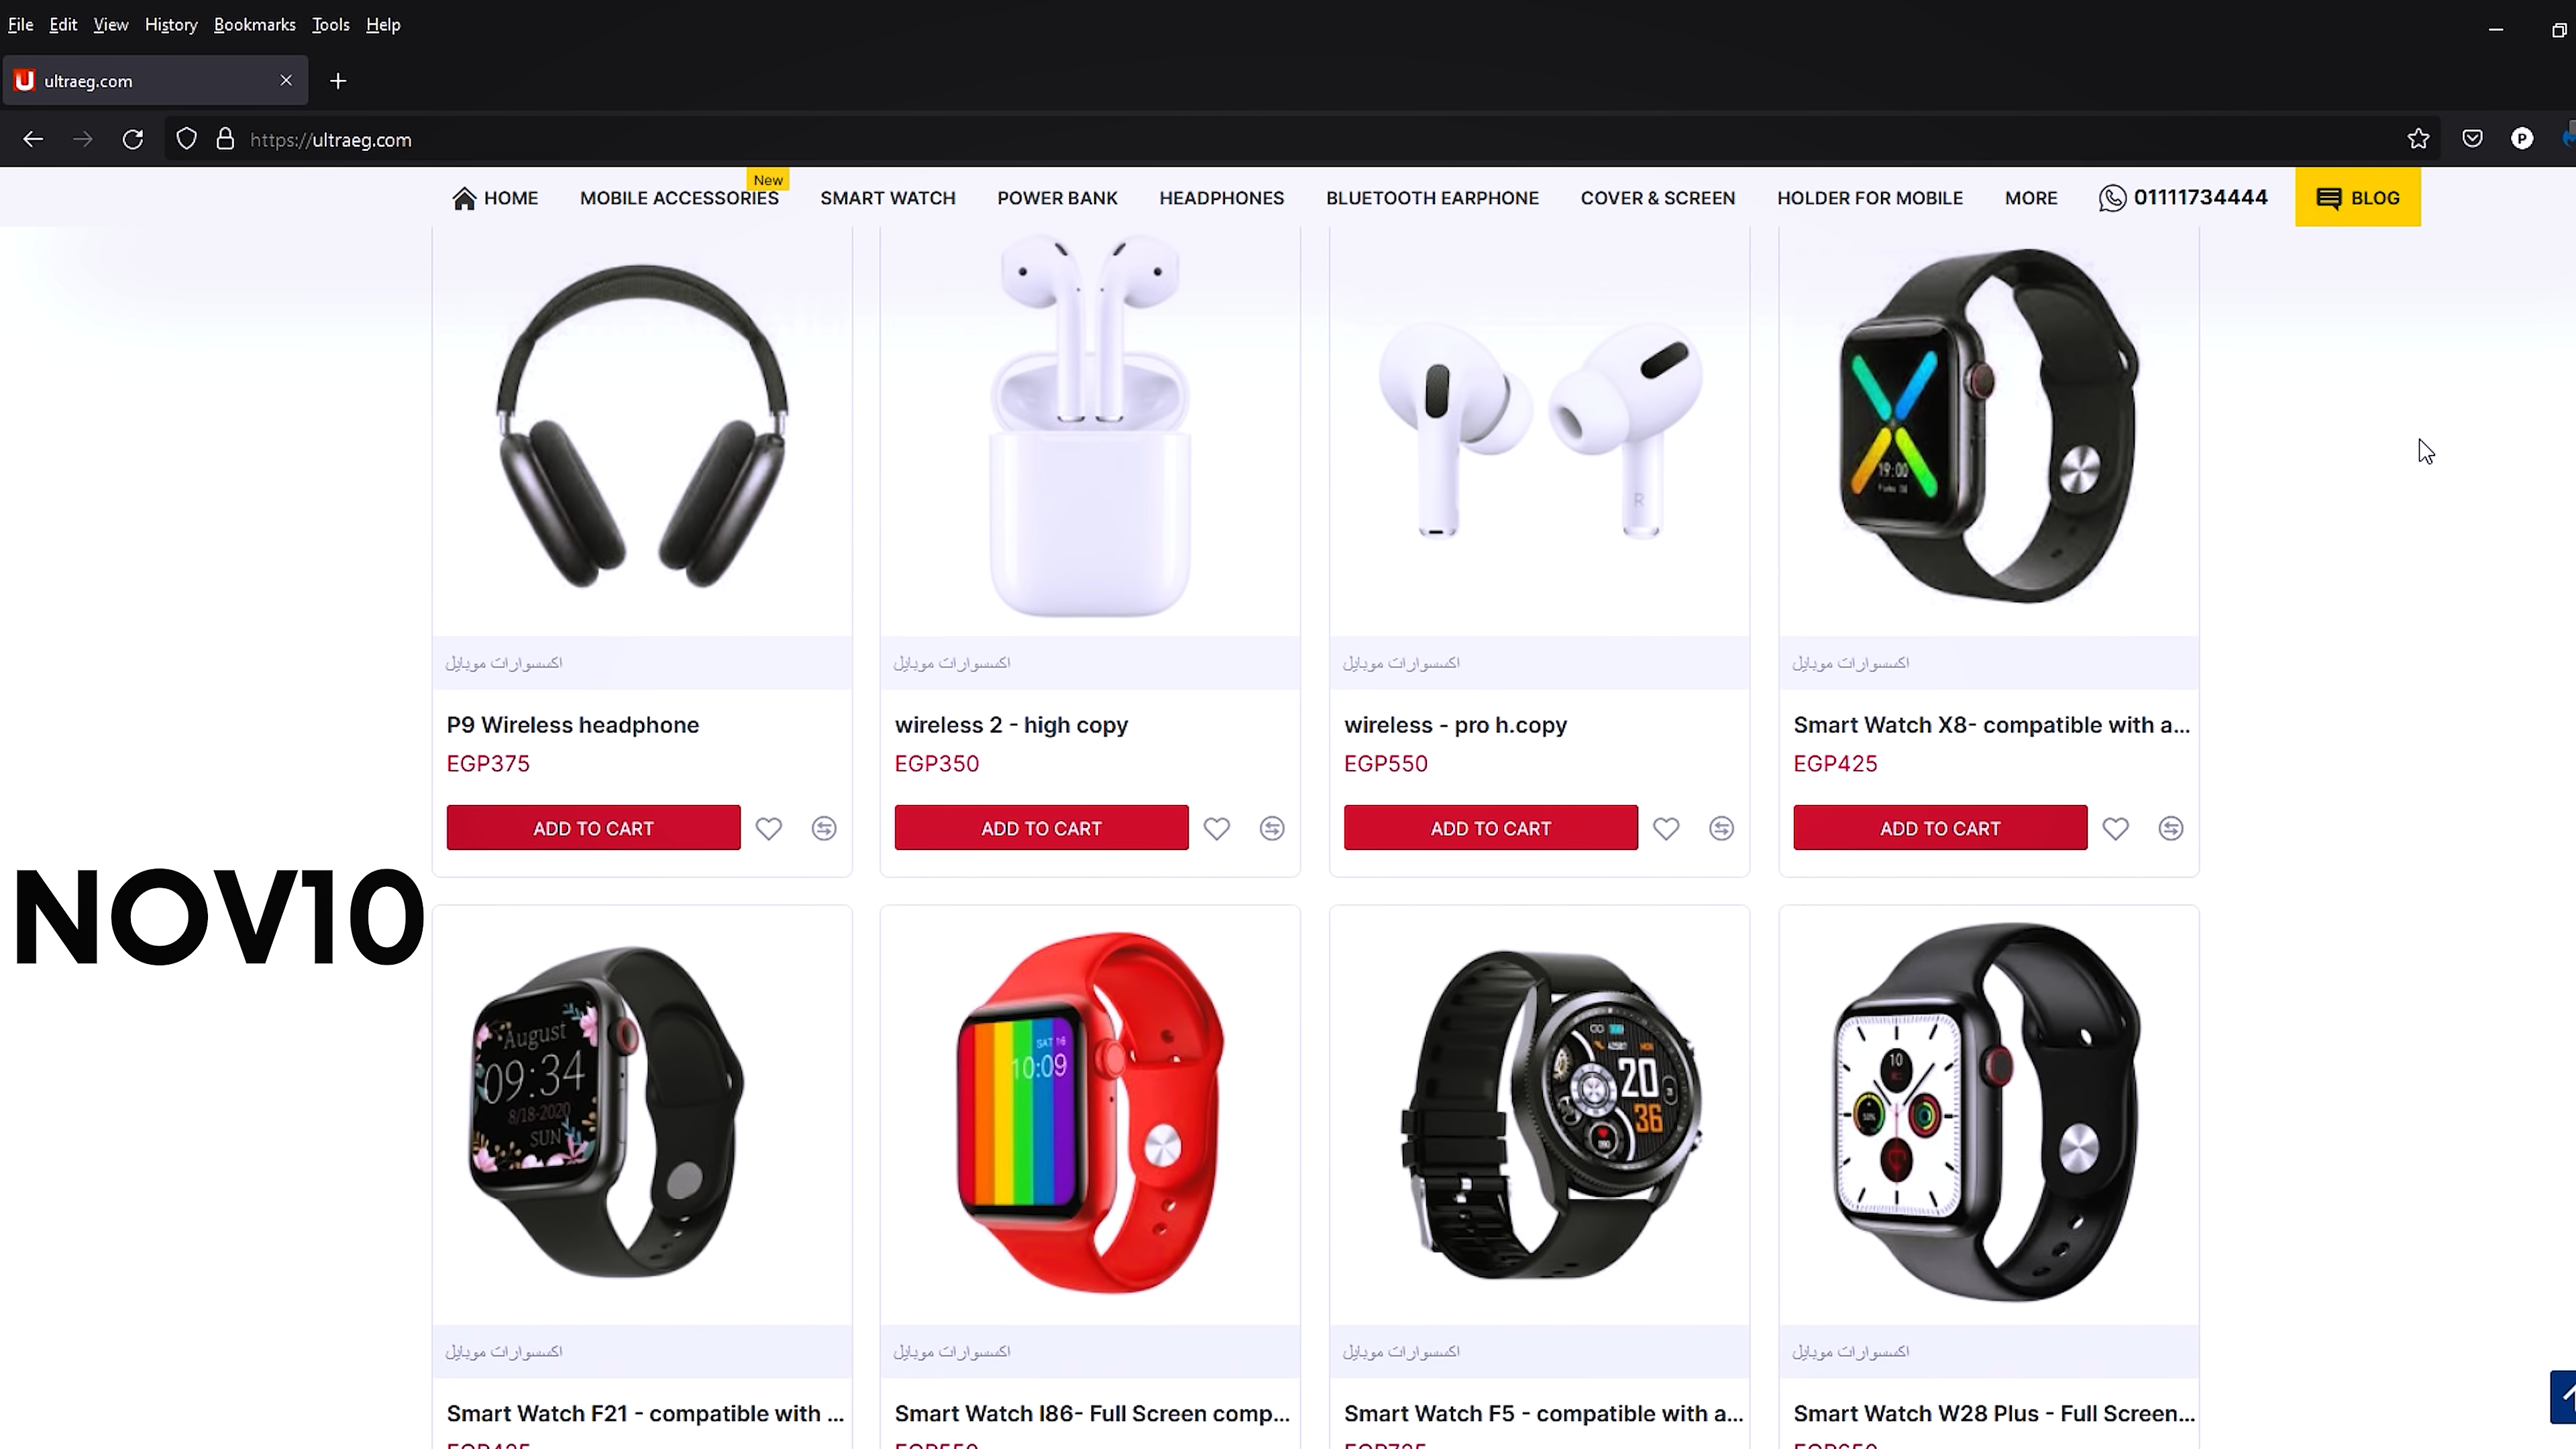 File Edit View History Bookmarks Tools Help
ultraeg.com
https://ultraeg.com
New
HOME MOBILE ACCESSORIES SMART WATCH POWER BANK HEADPHONES BLUETOOTH EARPHONE COVER & SCREEN HOLDER FOR MOBILE MORE 01111734444 BLOG
R
19:00
اكسسوارات موبايل اكسسوارات موبايل اكسسوارات موبايل اكسسوارات موبايل
P9 Wireless headphone wireless 2 - high copy wireless - pro h.copy Smart Watch X8- compatible with a...
EGP375 EGP350 EGP550 EGP425
ADD TO CART ADD TO CART ADD TO CART ADD TO CART
NOV10
August
09:34
8/18-2020
SUN
SAT 16
10:09
20
36
10
اكسسوارات موبايل اكسسوارات موبايل اكسسوارات موبايل اكسسوارات موبايل
Smart Watch F21 - compatible with ... Smart Watch I86- Full Screen comp... Smart Watch F5 - compatible with a... Smart Watch W28 Plus - Full Screen...